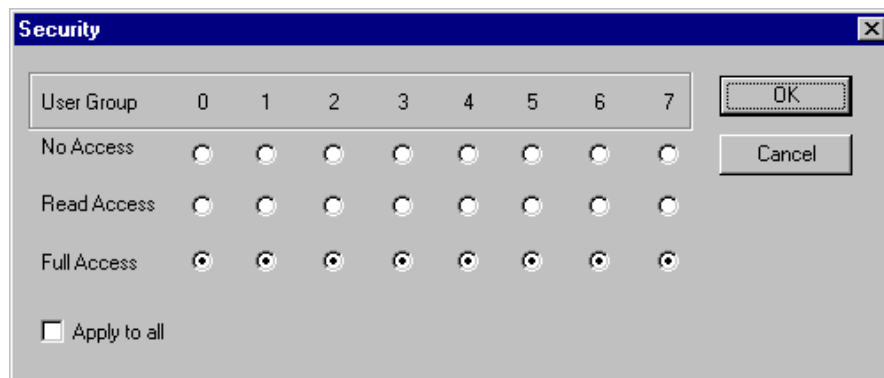 Security
User Group 0 1 2 3 4 5 6 7
OK
No Access
Cancel
Read Access
Full Access
Apply to all